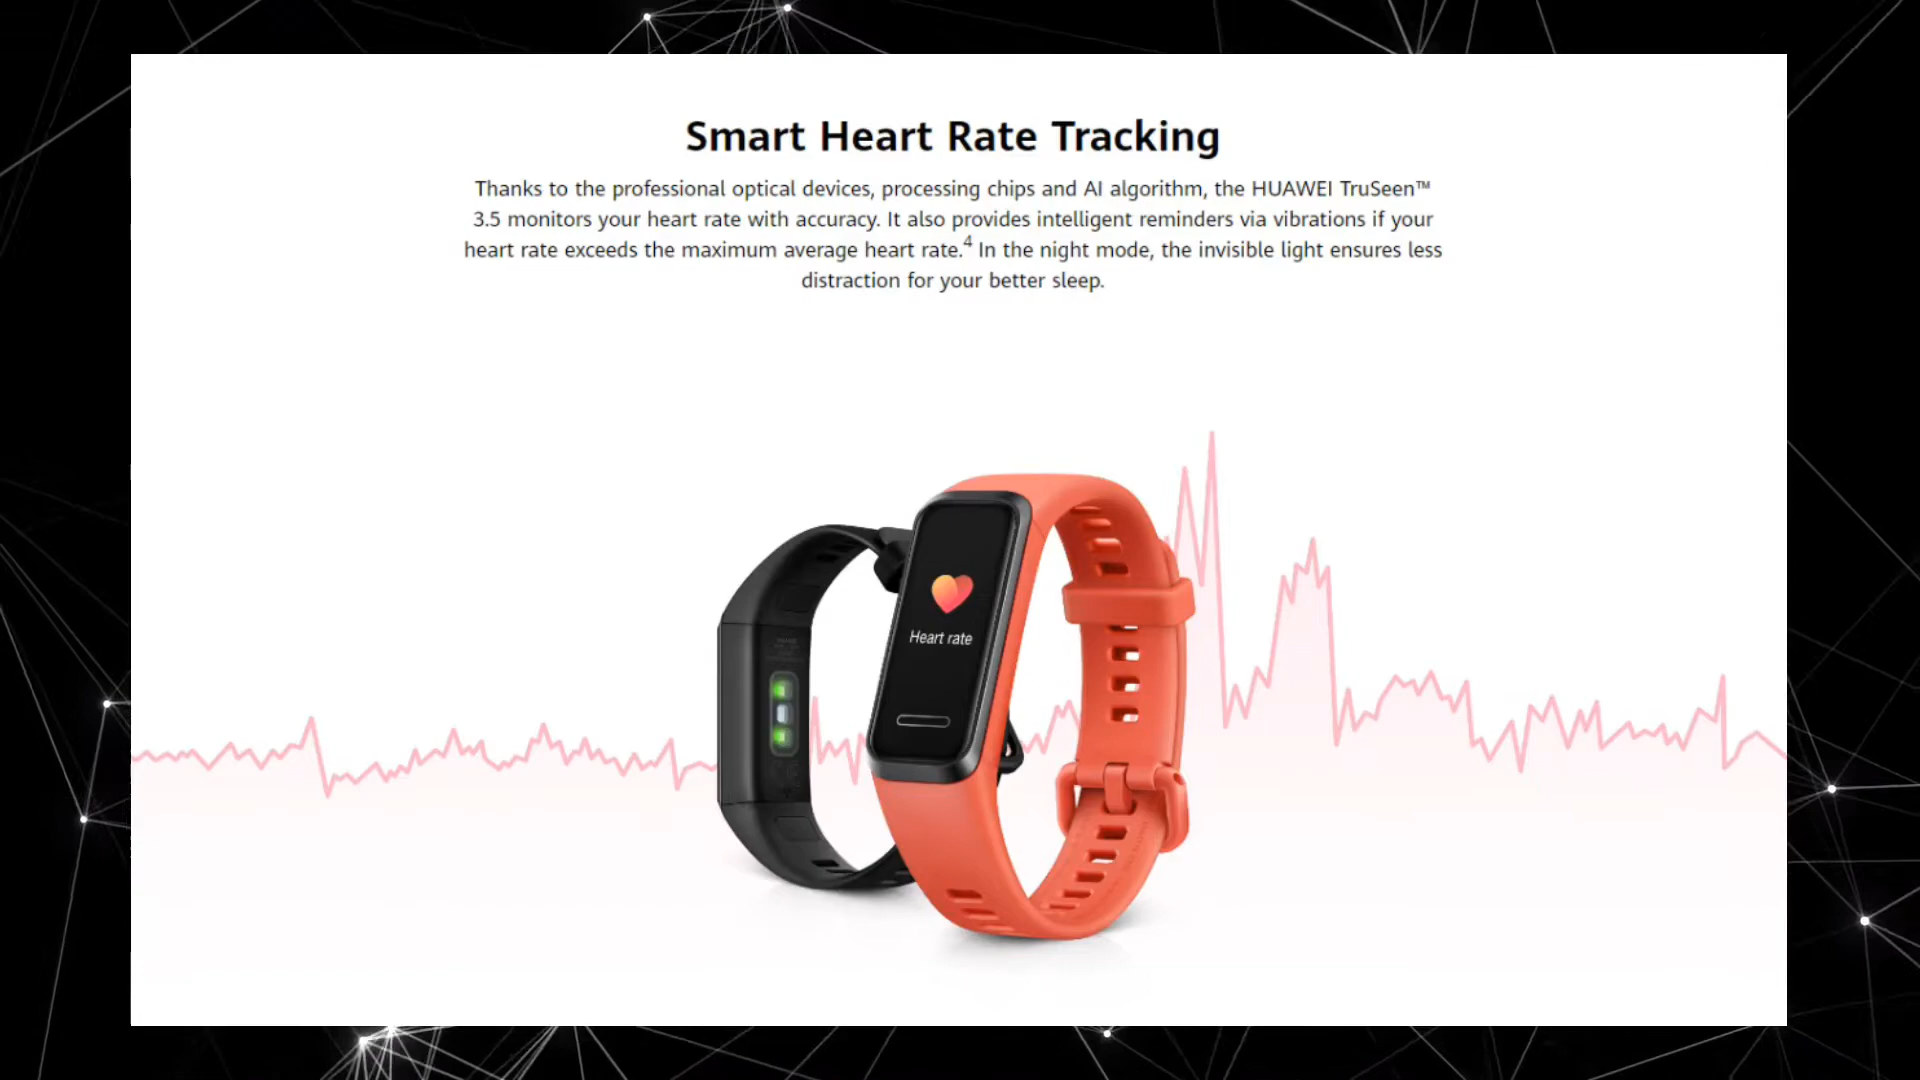 Smart Heart Rate Tracking
Thanks to the professional optical devices, processing chips and AI algorithm, the HUAWEI TruSeen™
3.5 monitors your heart rate with accuracy. It also provides intelligent reminders via vibrations if your
heart rate exceeds the maximum average heart rate.4 In the night mode, the invisible light ensures less
distraction for your better sleep.
Heart rate